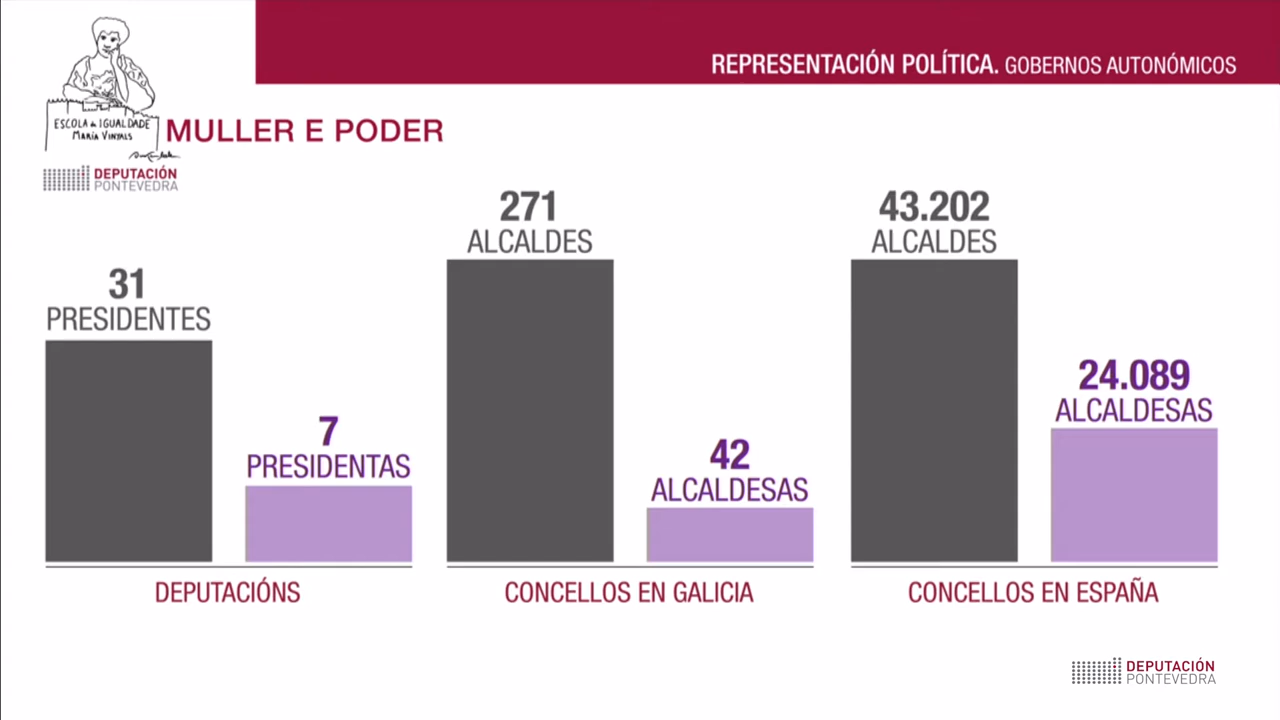 REPRESENTACIÓN POLÍTICA. GOBERNOS AUTONÓMICOS
ESCOLA de IGUALDADE
MARÍA VINYALS
MULLER E PODER
DEPUTACIÓN
PONTEVEDRA
31
PRESIDENTES
7
PRESIDENTAS
DEPUTACIÓNS
271
ALCALDES
42
ALCALDESAS
CONCELLOS EN GALICIA
43.202
ALCALDES
24.089
ALCALDESAS
CONCELLOS EN ESPAÑA
DEPUTACIÓN
PONTEVEDRA